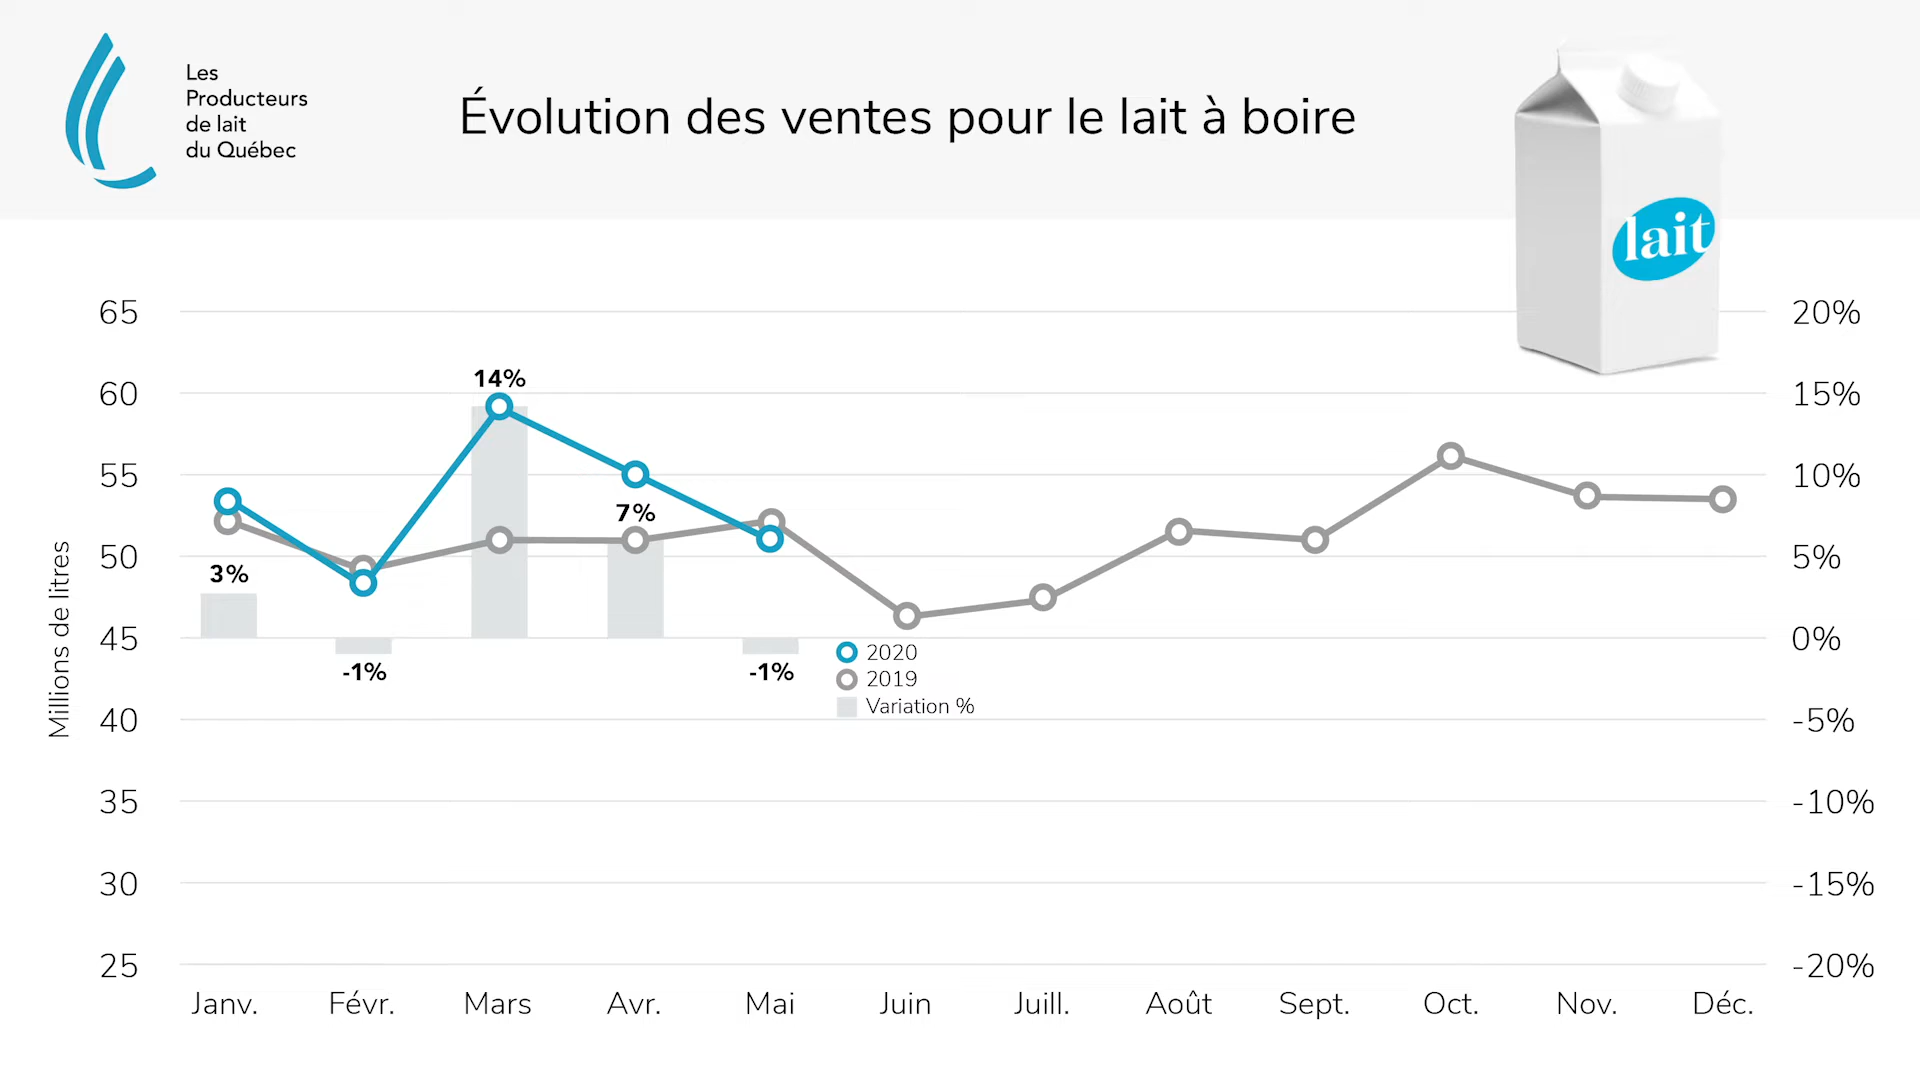 Les
Producteurs
de lait
du Québec
Évolution des ventes pour le lait à boire
lait
Millions de litres
65
60
55
50
45
40
35
30
25
20%
15%
10%
5%
0%
-5%
-10%
-15%
-20%
3%
-1%
14%
7%
-1%
2020
2019
Variation %
Janv.
Févr.
Mars
Avr.
Mai
Juin
Juill.
Août
Sept.
Oct.
Nov.
Déc.